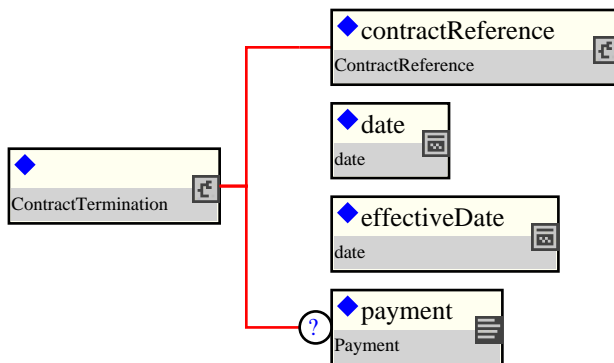 contractReference
ContractReference
date
date
ContractTermination
effectiveDate
date
?
payment
Payment